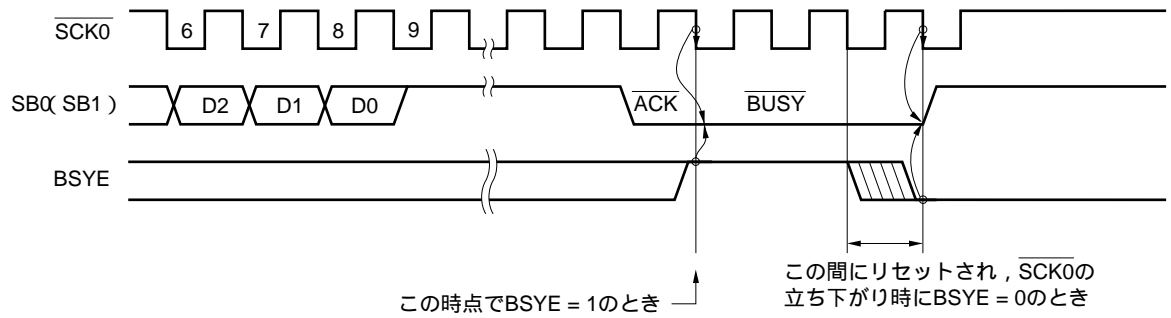 SCK0 6 7 8 9
SB0(SB1) D2 D1 D0 ACK BUSY
BSYE
この時点でBSYE = 1のとき
この間にリセットされ，SCK0の
立ち下がり時にBSYE = 0のとき